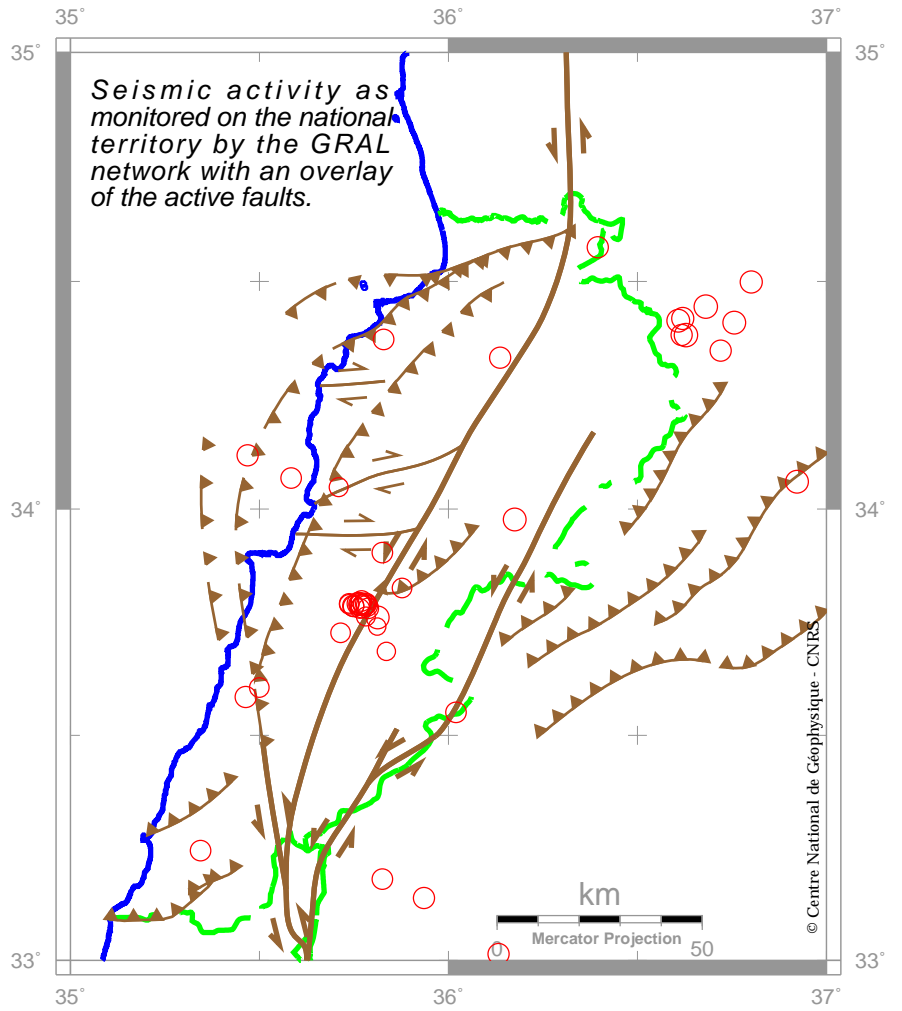 35° 36° 37°
35° 35°
Seismic activity as
monitored on the national
territory by the GRAL
network with an overlay
of the active faults.
34° 34°
© Centre National de Géophysique - CNRS
km
Mercator Projection
0 50
33° 33°
35° 36° 37°